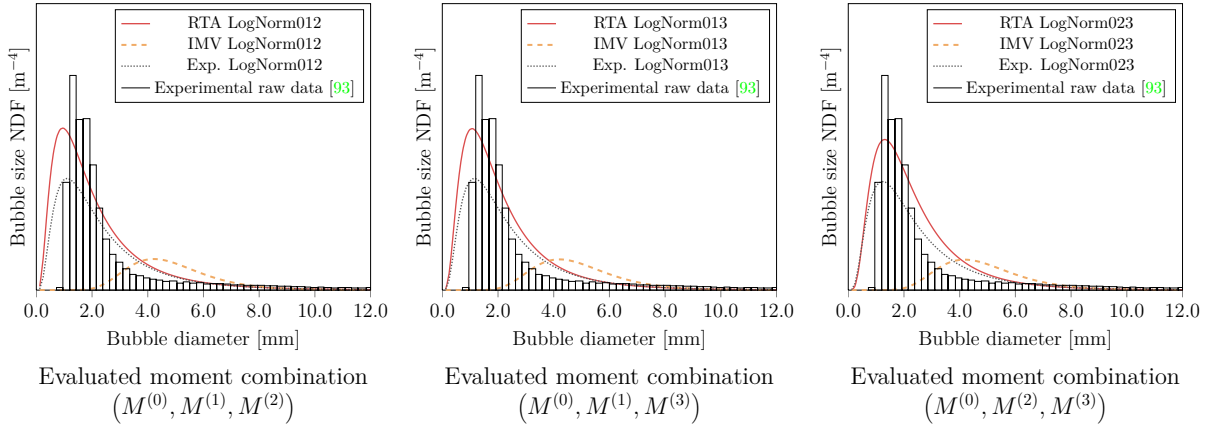 RTA LogNorm012
IMV LogNorm012
Exp. LogNorm012
Experimental raw data [93]
Bubble size NDF [m⁻⁴]
0.0 2.0 4.0 6.0 8.0 10.0 12.0
Bubble diameter [mm]
Evaluated moment combination
(M⁽⁰⁾, M⁽¹⁾, M⁽²⁾)
RTA LogNorm013
IMV LogNorm013
Exp. LogNorm013
Experimental raw data [93]
Bubble size NDF [m⁻⁴]
0.0 2.0 4.0 6.0 8.0 10.0 12.0
Bubble diameter [mm]
Evaluated moment combination
(M⁽⁰⁾, M⁽¹⁾, M⁽³⁾)
RTA LogNorm023
IMV LogNorm023
Exp. LogNorm023
Experimental raw data [93]
Bubble size NDF [m⁻⁴]
0.0 2.0 4.0 6.0 8.0 10.0 12.0
Bubble diameter [mm]
Evaluated moment combination
(M⁽⁰⁾, M⁽²⁾, M⁽³⁾)